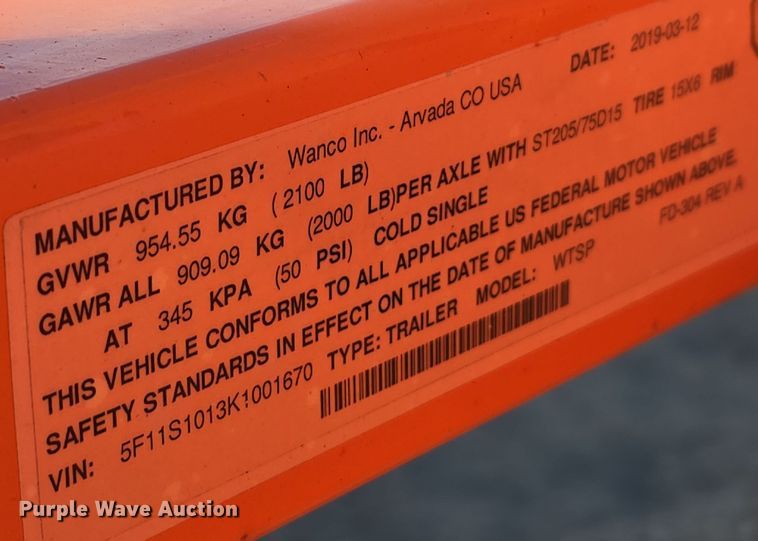 MANUFACTURED BY: Wanco Inc. - Arvada CO USA DATE: 2019-03-12
GVWR 954.55 KG ( 2100 LB)
GAWR ALL 909.09 KG (2000 LB)PER AXLE WITH ST205/75D15 TIRE 15X6 RIM
AT 345 KPA (50 PSI) COLD SINGLE
THIS VEHICLE CONFORMS TO ALL APPLICABLE US FEDERAL MOTOR VEHICLE
SAFETY STANDARDS IN EFFECT ON THE DATE OF MANUFACTURE SHOWN ABOVE.
VIN: 5F11S1013K1001670 TYPE: TRAILER MODEL: WTSP FD-304 REV A
Purple Wave Auction